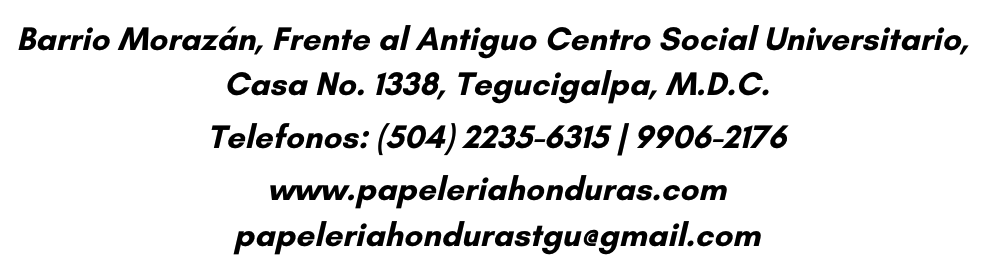 Barrio Morazán, Frente al Antiguo Centro Social Universitario,
Casa No. 1338, Tegucigalpa, M.D.C.
Telefonos: (504) 2235-6315 | 9906-2176
www.papeleriahonduras.com
papeleriahondurastgu@gmail.com